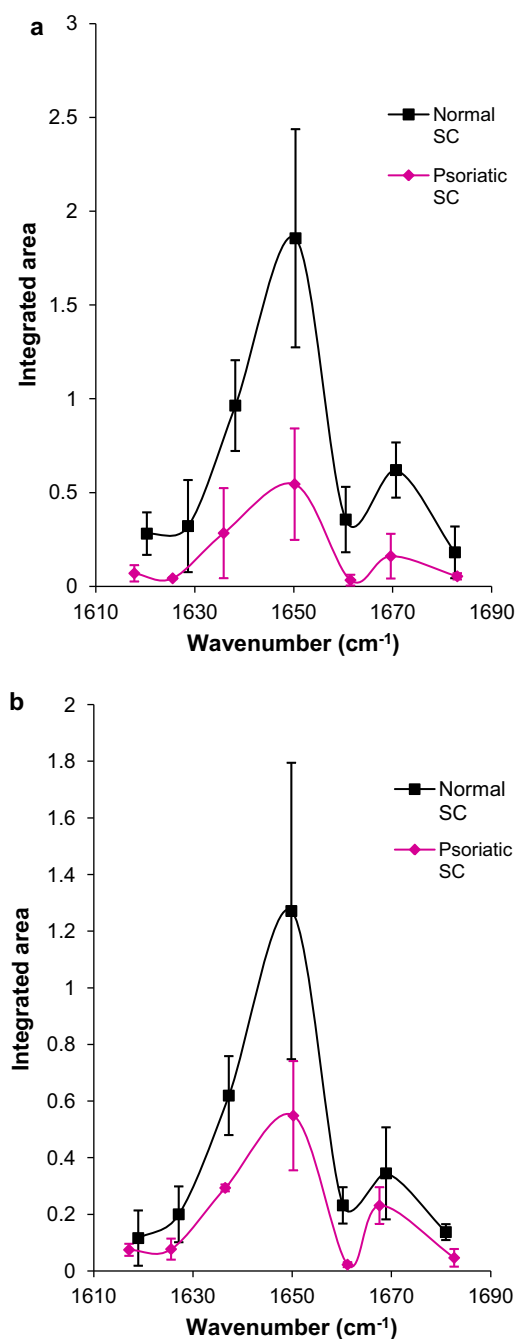 a
3
2.5
2
1.5
1
0.5
0
Integrated area
Normal
SC
Psoriatic
SC
1610 1630 1650 1670 1690
Wavenumber (cm-1)
b
2
1.8
1.6
1.4
1.2
1
0.8
0.6
0.4
0.2
0
Integrated area
Normal
SC
Psoriatic
SC
1610 1630 1650 1670 1690
Wavenumber (cm-1)